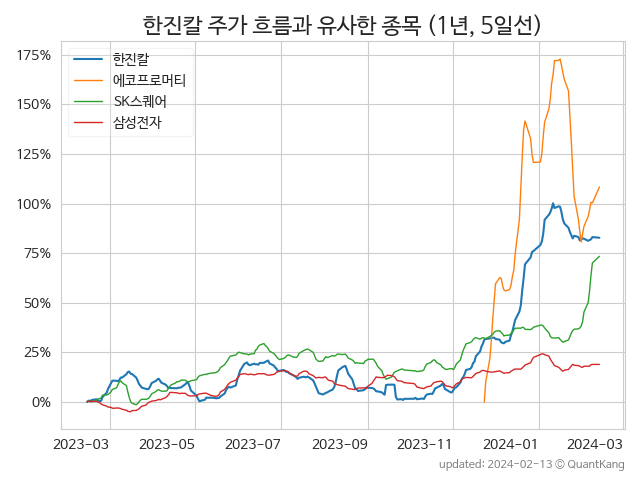 한진칼 주가 흐름과 유사한 종목 (1년, 5일선)
175%
150%
125%
100%
75%
50%
25%
0%
한진칼
에코프로머티
SK스퀘어
삼성전자
2023-03 2023-05 2023-07 2023-09 2023-11 2024-01 2024-03
updated: 2024-02-13 © QuantKang